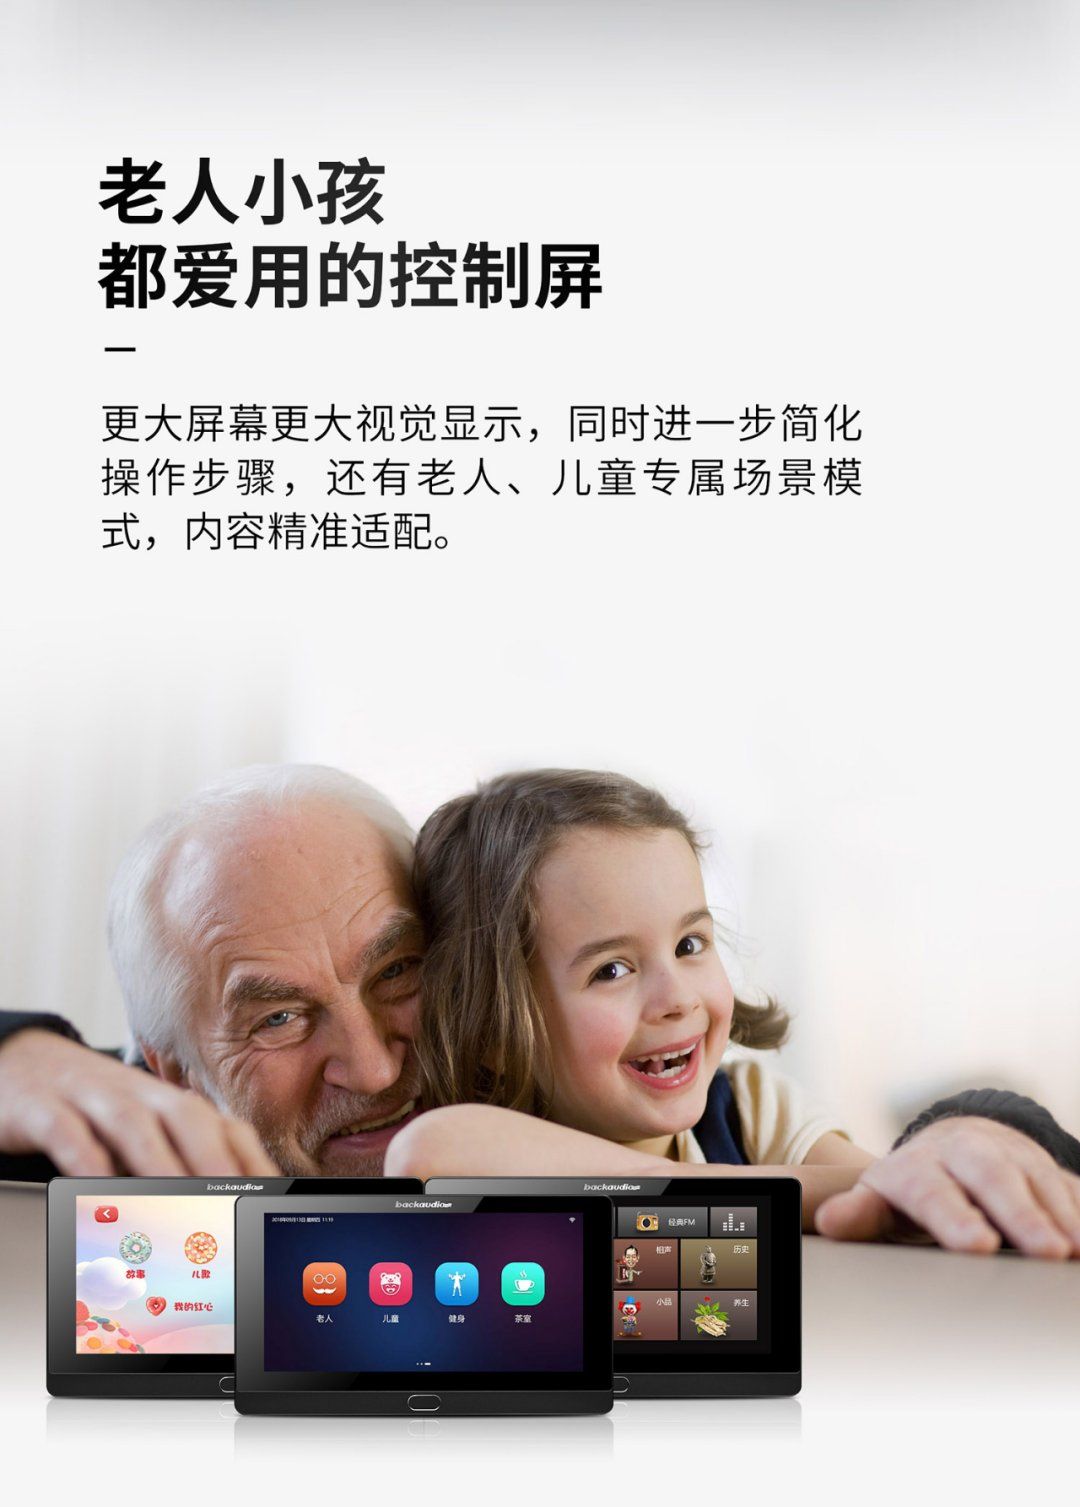 老人小孩
都爱用的控制屏
更大屏幕更大视觉显示，同时进一步简化
操作步骤，还有老人、儿童专属场景模
式，内容精准适配。
backaudio
backaudio
backaudio
2018年09月13日 星期四 11:19
故事
儿歌
我的红心
老人
儿童
健身
茶室
经典FM
相声
历史
小品
养生